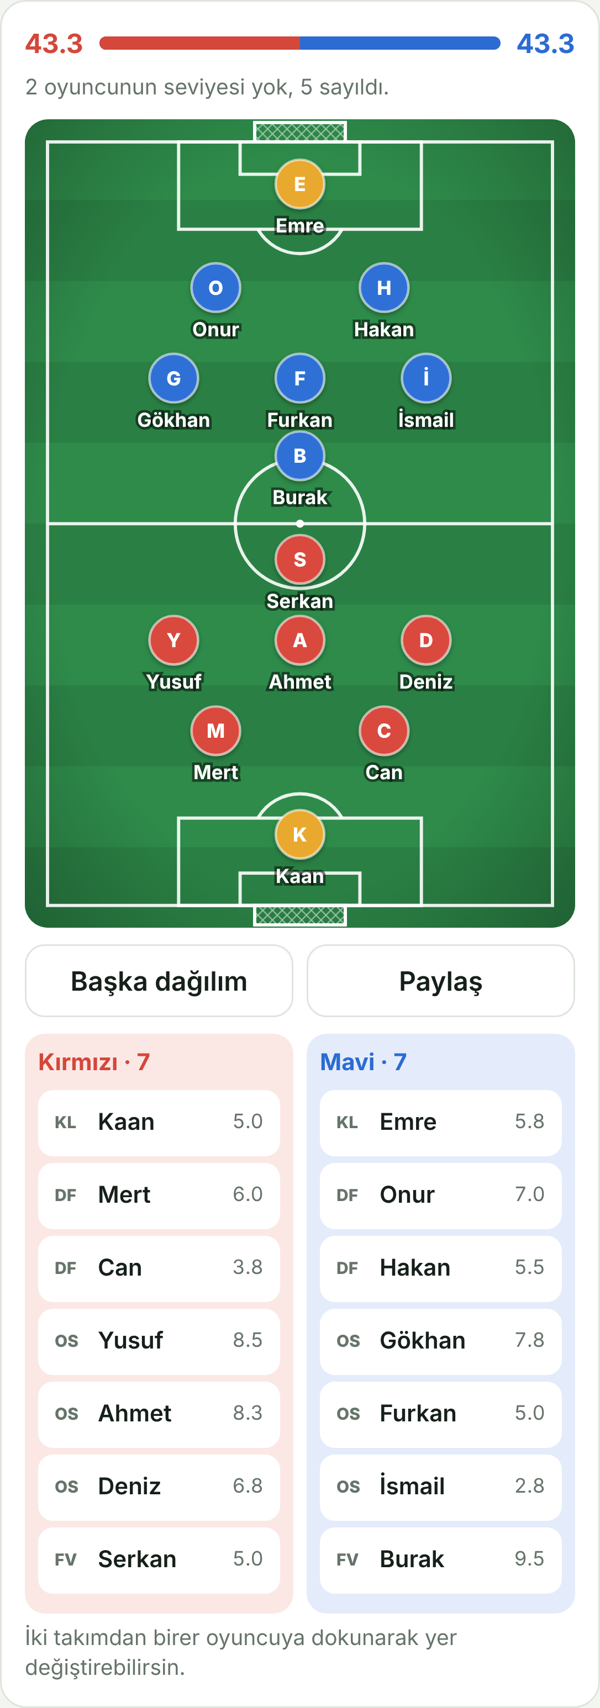 43.3
43.3
2 oyuncunun seviyesi yok, 5 sayıldı.
E
Emre
O
H
Onur
Hakan
G
F
İ
Gökhan
Furkan
İsmail
B
Burak
S
Serkan
Y
A
D
Yusuf
Ahmet
Deniz
M
C
Mert
Can
K
Kaan
Başka dağılım
Paylaş
Kırmızı · 7
KL Kaan 5.0
DF Mert 6.0
DF Can 3.8
OS Yusuf 8.5
OS Ahmet 8.3
OS Deniz 6.8
FV Serkan 5.0
Mavi · 7
KL Emre 5.8
DF Onur 7.0
DF Hakan 5.5
OS Gökhan 7.8
OS Furkan 5.0
OS İsmail 2.8
FV Burak 9.5
İki takımdan birer oyuncuya dokunarak yer
değiştirebilirsin.